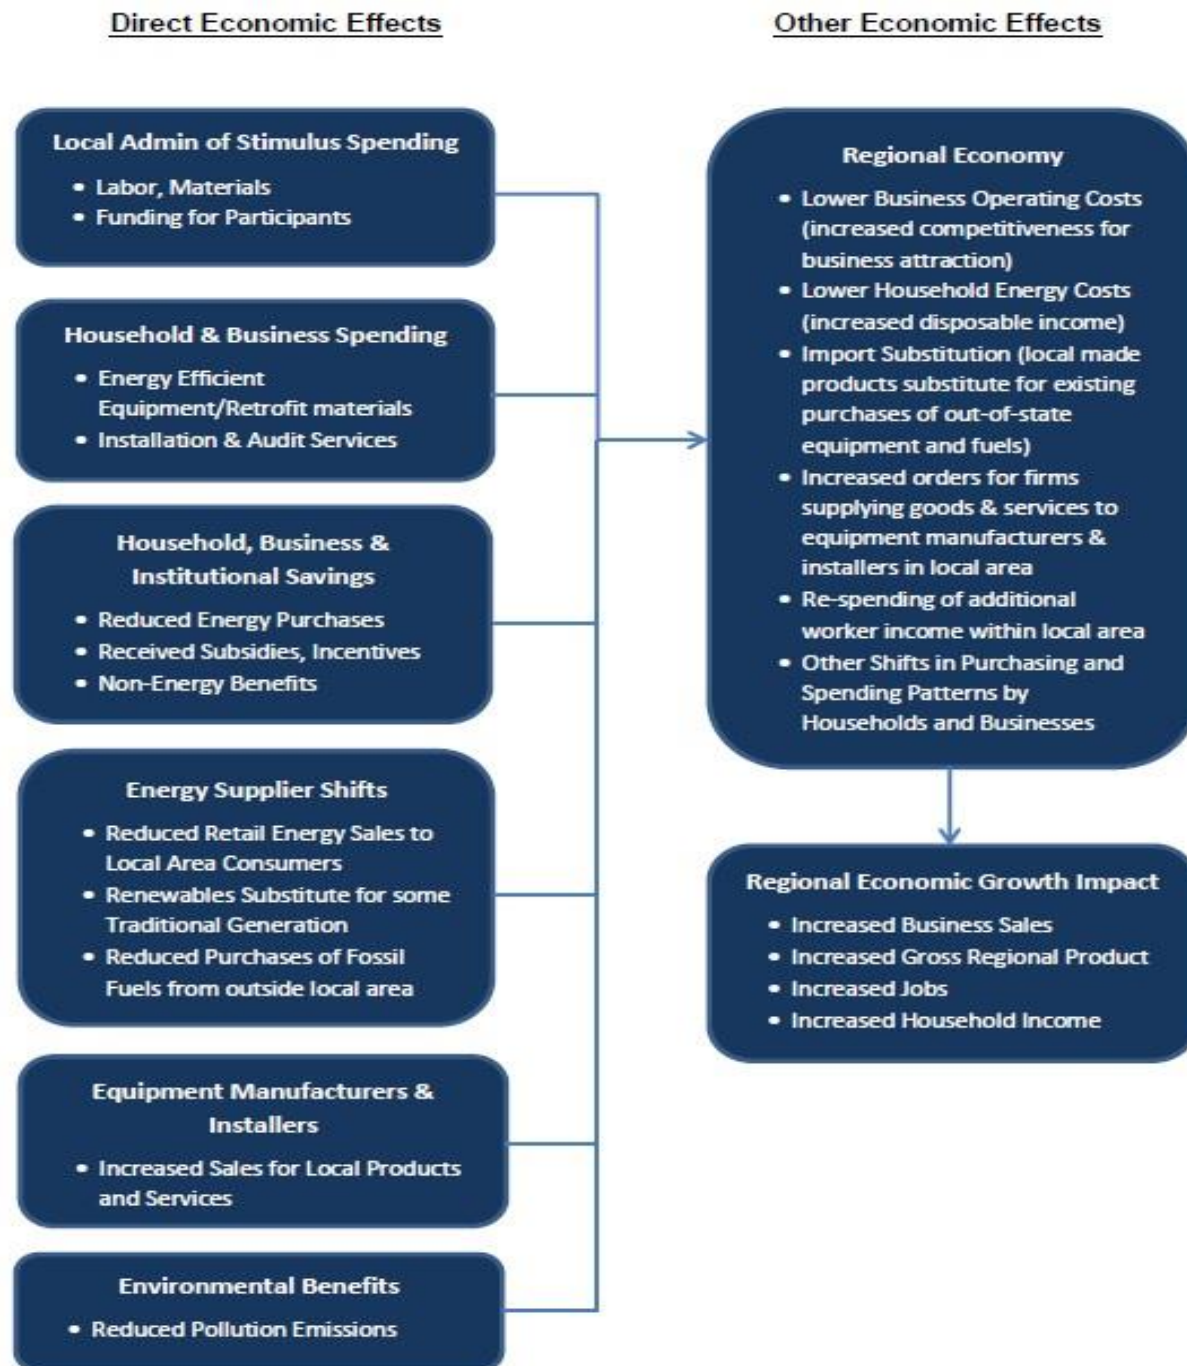 Direct Economic Effects
Local Admin of Stimulus Spending
• Labor, Materials
• Funding for Participants
Household & Business Spending
• Energy Efficient
Equipment/Retrofit materials
• Installation & Audit Services
Household, Business &
Institutional Savings
• Reduced Energy Purchases
• Received Subsidies, Incentives
• Non-Energy Benefits
Energy Supplier Shifts
• Reduced Retail Energy Sales to
Local Area Consumers
• Renewables Substitute for some
Traditional Generation
• Reduced Purchases of Fossil
Fuels from outside local area
Equipment Manufacturers &
Installers
• Increased Sales for Local Products
and Services
Environmental Benefits
• Reduced Pollution Emissions
Other Economic Effects
Regional Economy
• Lower Business Operating Costs
(increased competitiveness for
business attraction)
• Lower Household Energy Costs
(increased disposable income)
• Import Substitution (local made
products substitute for existing
purchases of out-of-state
equipment and fuels)
• Increased orders for firms
supplying goods & services to
equipment manufacturers &
installers in local area
• Re-spending of additional
worker income within local area
• Other Shifts in Purchasing and
Spending Patterns by
Households and Businesses
Regional Economic Growth Impact
• Increased Business Sales
• Increased Gross Regional Product
• Increased Jobs
• Increased Household Income